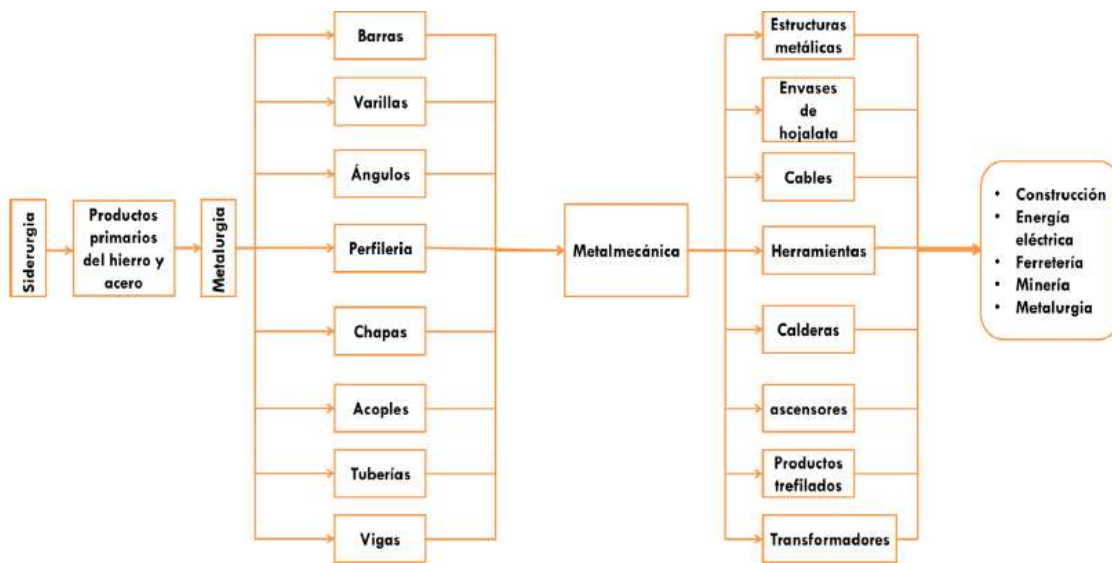 Siderurgia
Productos
primarios
del hierro y
acero
Metalurgia
Barras
Varillas
Ángulos
Perfileria
Chapas
Acoples
Tuberías
Vigas
Metalmecánica
Estructuras
metálicas
Envases
de
hojalata
Cables
Herramientas
Calderas
ascensores
Productos
trefilados
Transformadores
• Construcción
• Energía
eléctrica
• Ferretería
• Minería
• Metalurgia